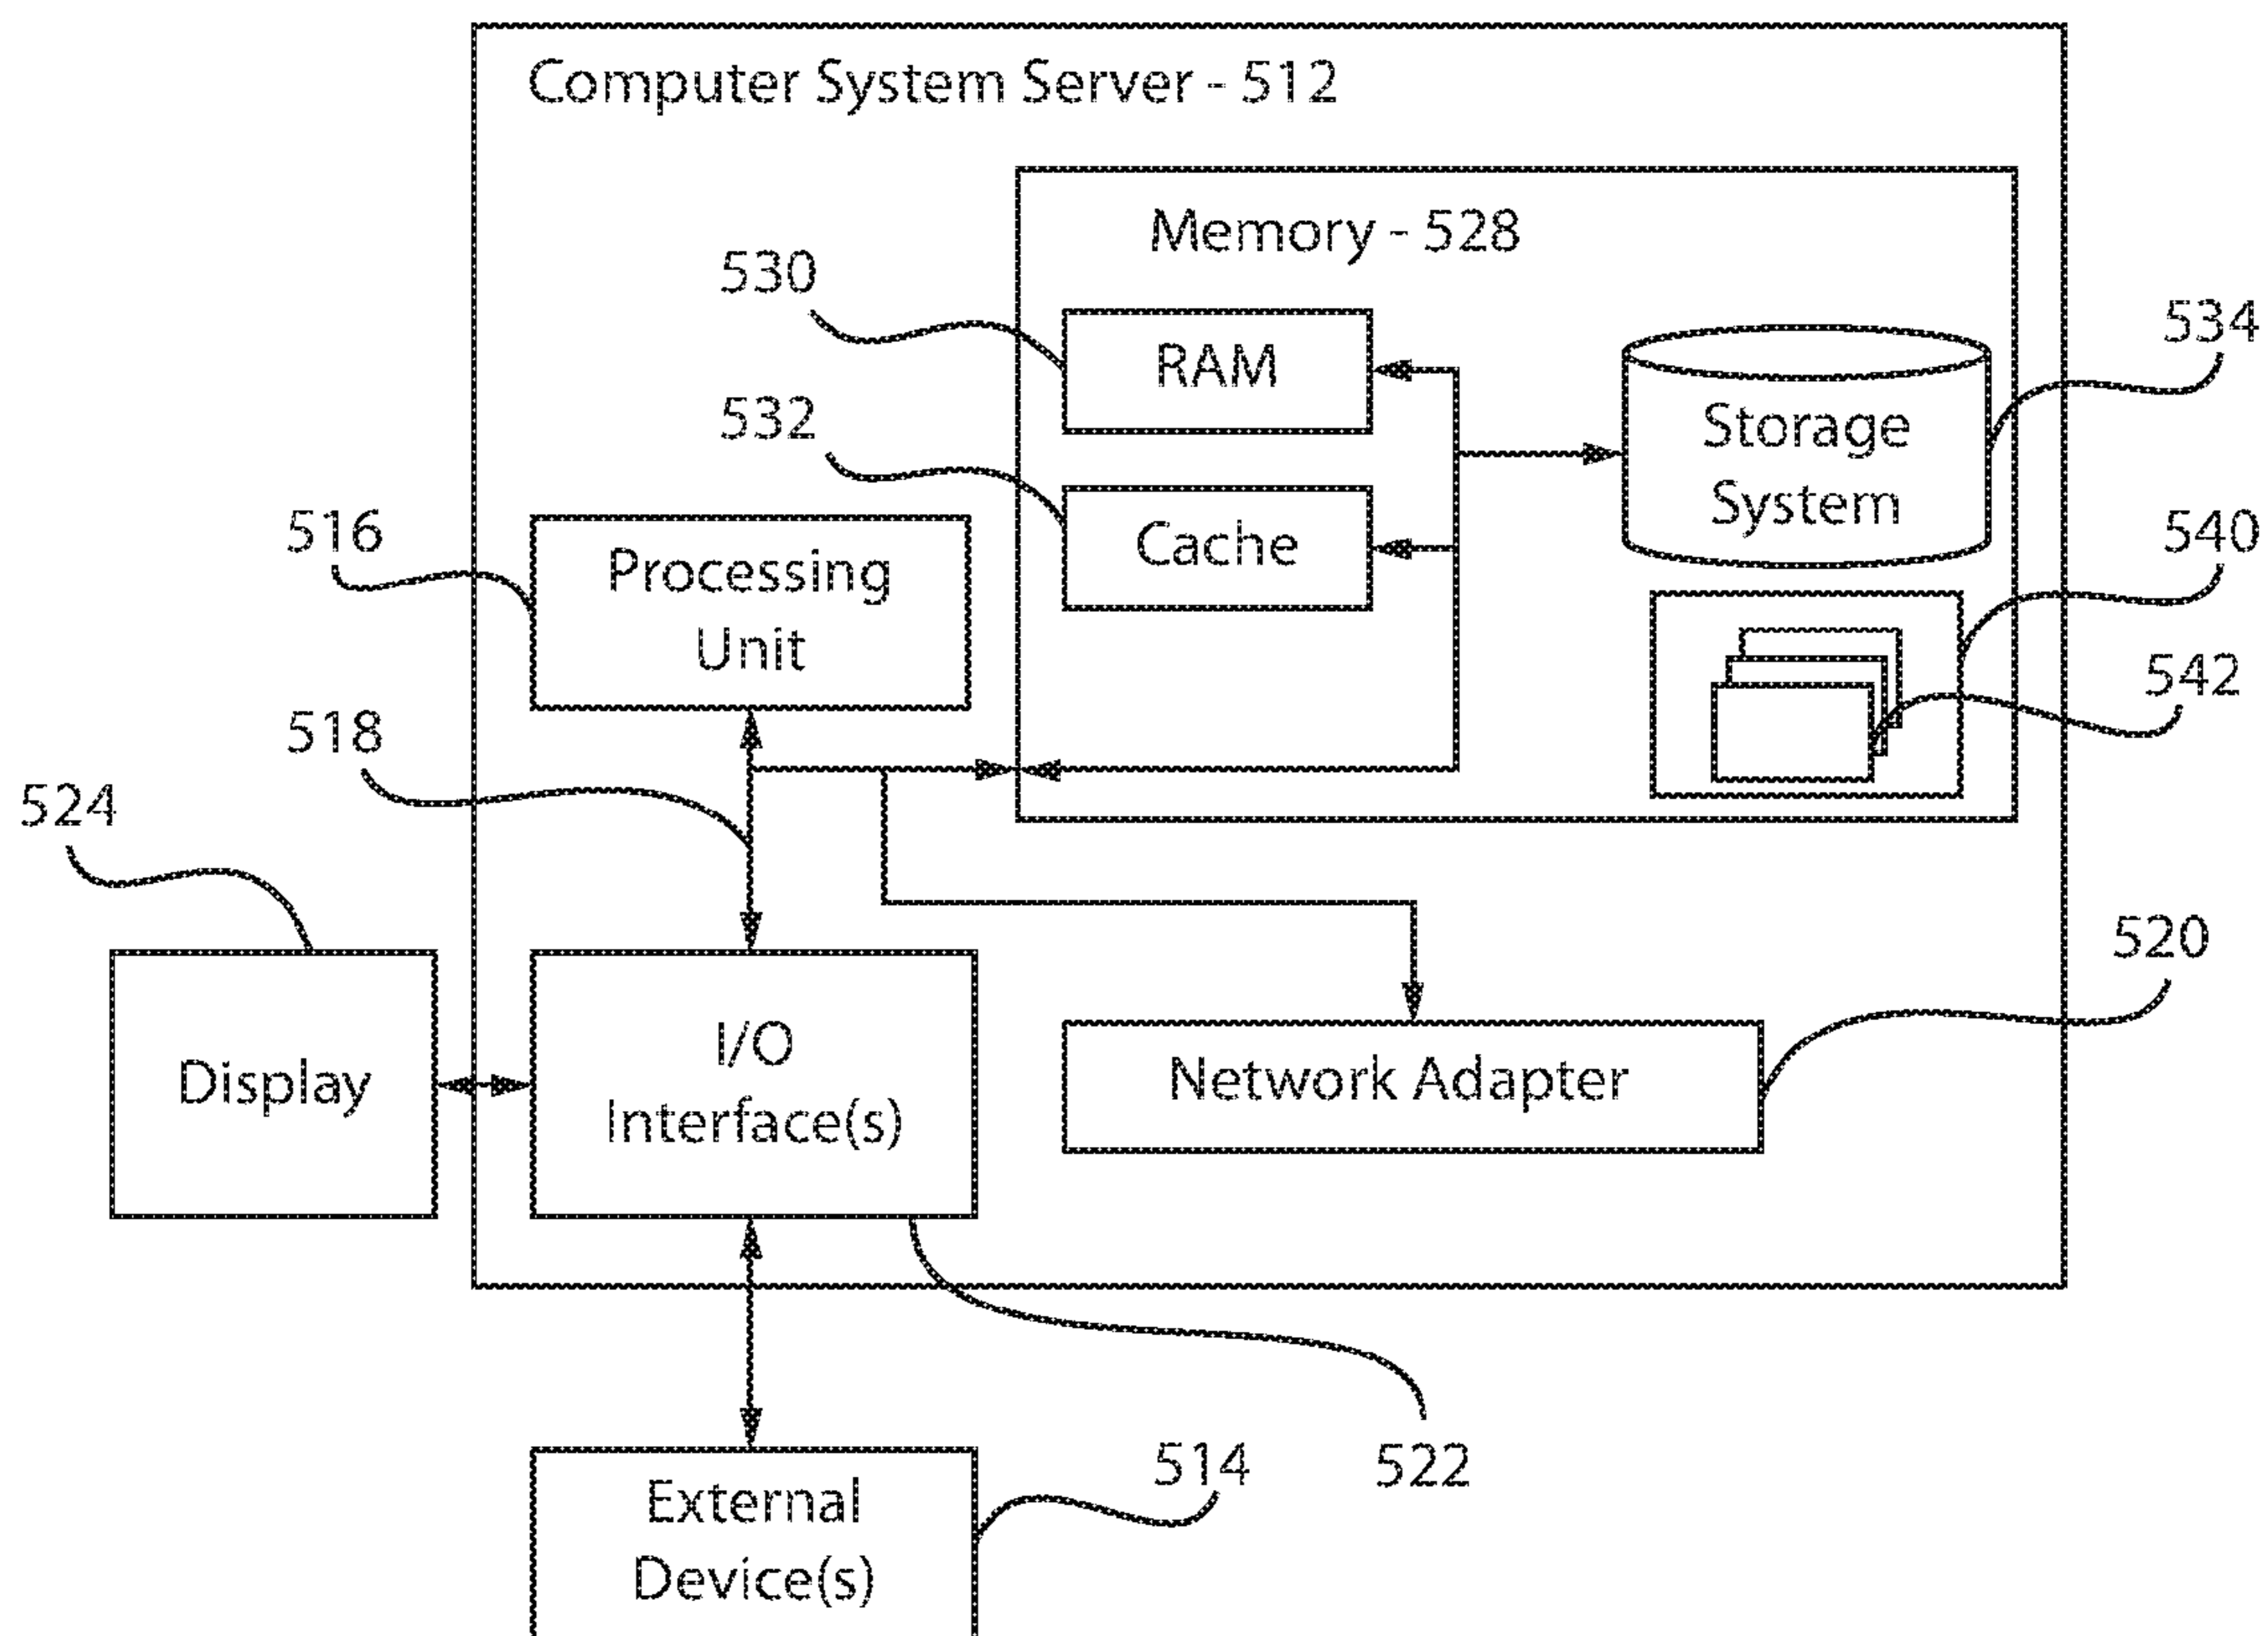 Computer System Server - 512
Memory - 528
530
RAM
534
532
Storage
System
Cache
516
Processing
Unit
540
542
518
524
520
Display
I/O
Interface(s)
Network Adapter
514
522
External
Device(s)